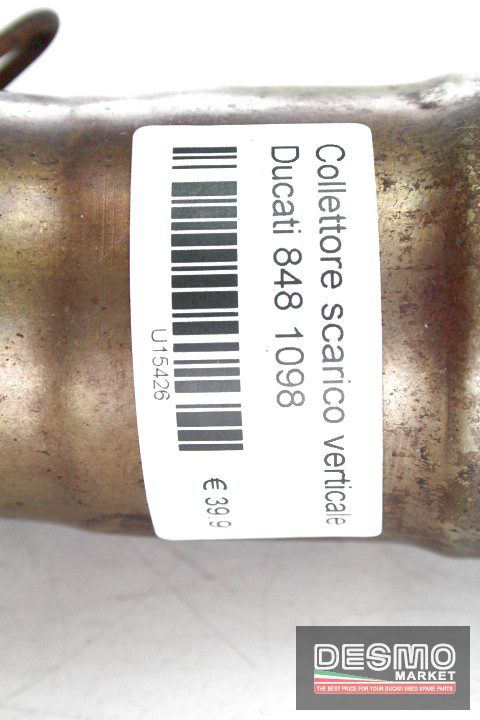 Collettore scarico verticale
Ducati 848 1098
U15426
€ 39.9
DESMO
MARKET
THE BEST PRICE FOR YOUR DUCATI USED SPARE PARTS